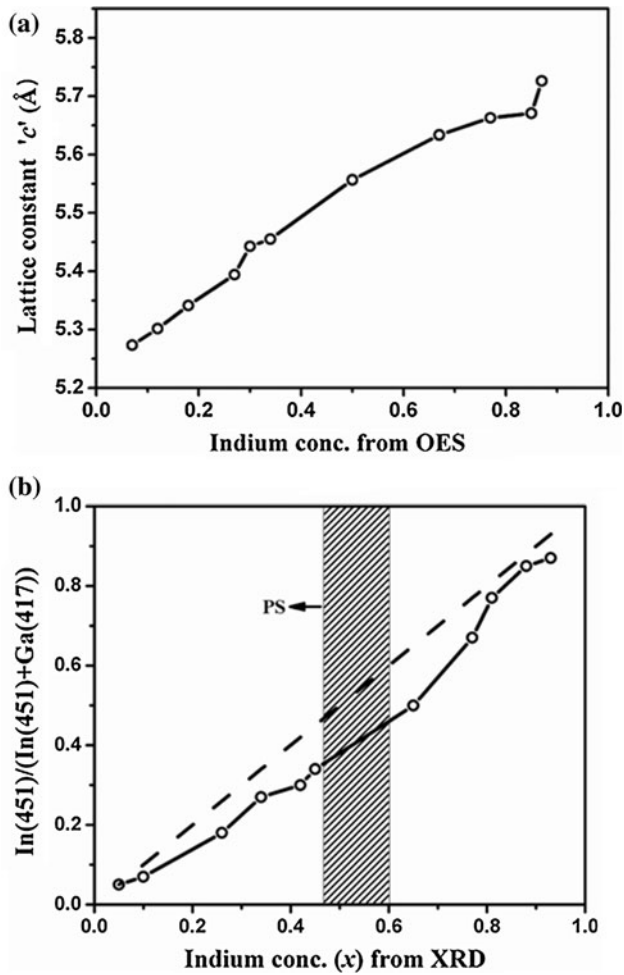 (a)
5.8
5.7
5.6
5.5
5.4
5.3
5.2
0.0 0.2 0.4 0.6 0.8 1.0
Lattice constant 'c' (Å)
Indium conc. from OES
(b)
1.0
0.8
0.6
0.4
0.2
0.0
PS
0.0 0.2 0.4 0.6 0.8 1.0
In(451)/(In(451)+Ga(417))
Indium conc. (x) from XRD